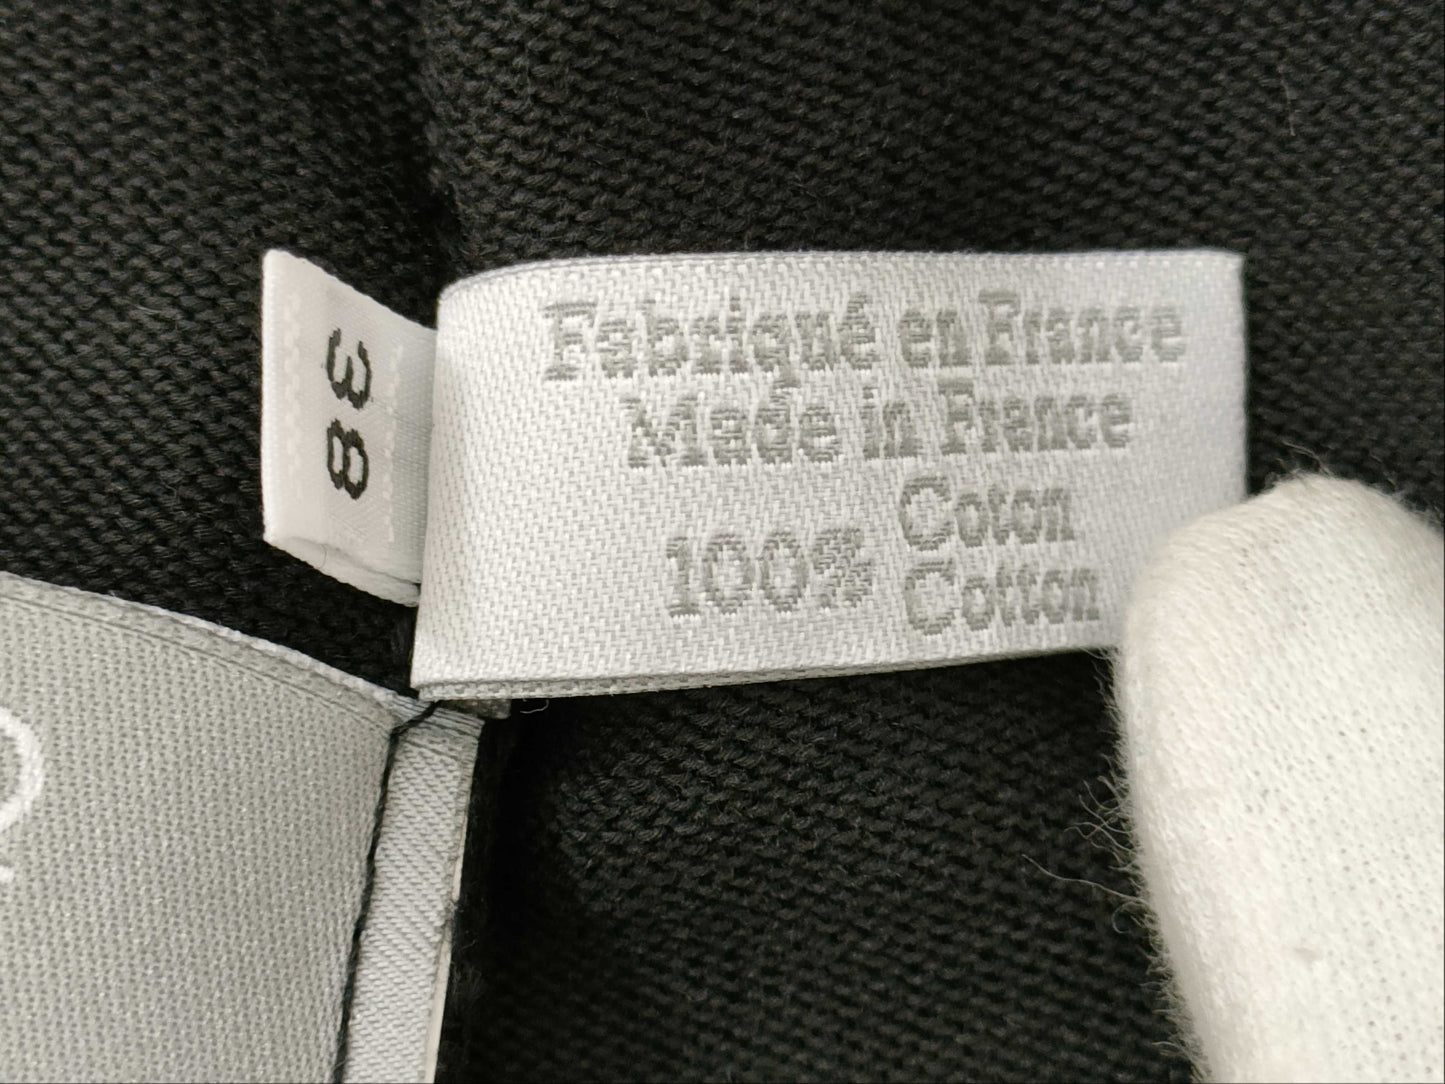 38
Fabriqué en France
Made in France
100% Coton
Cotton